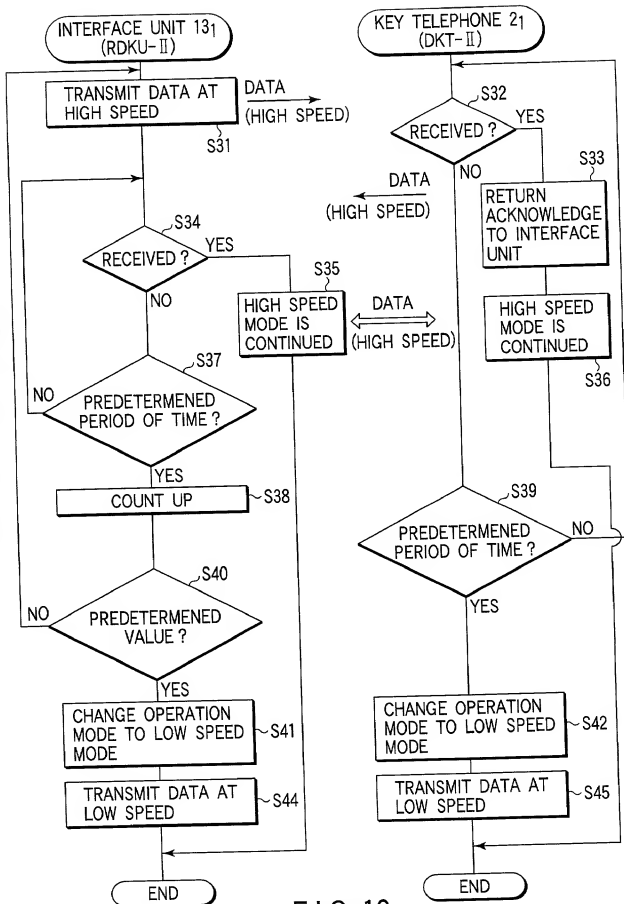 INTERFACE UNIT 13₁
(RDKU-II)
TRANSMIT DATA AT
HIGH SPEED
S31
DATA
(HIGH SPEED)
S34
RECEIVED ?
YES
NO
S35
HIGH SPEED
MODE IS
CONTINUED
DATA
(HIGH SPEED)
S37
PREDETERMENED
PERIOD OF TIME ?
NO
YES
COUNT UP
S38
S40
PREDETERMENED
VALUE ?
NO
YES
CHANGE OPERATION
MODE TO LOW SPEED
MODE
S41
TRANSMIT DATA AT
LOW SPEED
S44
END
KEY TELEPHONE 2₁
(DKT-II)
S32
RECEIVED ?
YES
NO
DATA
(HIGH SPEED)
S33
RETURN
ACKNOWLEDGE
TO INTERFACE
UNIT
HIGH SPEED
MODE IS
CONTINUED
S36
S39
PREDETERMENED
PERIOD OF TIME ?
NO
YES
CHANGE OPERATION
MODE TO LOW SPEED
MODE
S42
TRANSMIT DATA AT
LOW SPEED
S45
END